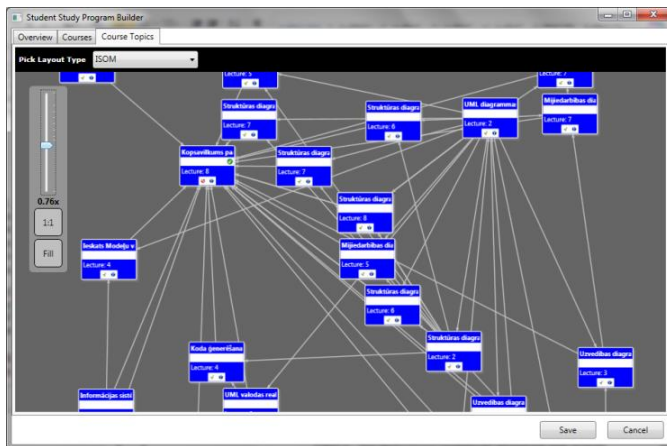 Student Study Program Builder
Overview Courses Course Topics
Pick Layout Type ISOM
Lecture: 5
Lecture: 7
Struktūras diagra
Lecture: 7
Struktūras diagra
Lecture: 6
UML diagramma
Lecture: 2
Mijiedarbības dia
Lecture: 7
Kopsavilkums pa
Lecture: 8
Struktūras diagra
Lecture: 7
0.76x
1:1
Fill
Struktūras diagra
Lecture: 8
Ieskats Modeļu v
Lecture: 4
Mijiedarbības dia
Lecture: 5
Struktūras diagra
Lecture: 6
Struktūras diagra
Lecture: 2
Koda ģenerēšana
Lecture: 4
Uzvedības diagra
Lecture: 3
Informācijas sistē
UML valodas real
Uzvedības diagra
Save Cancel